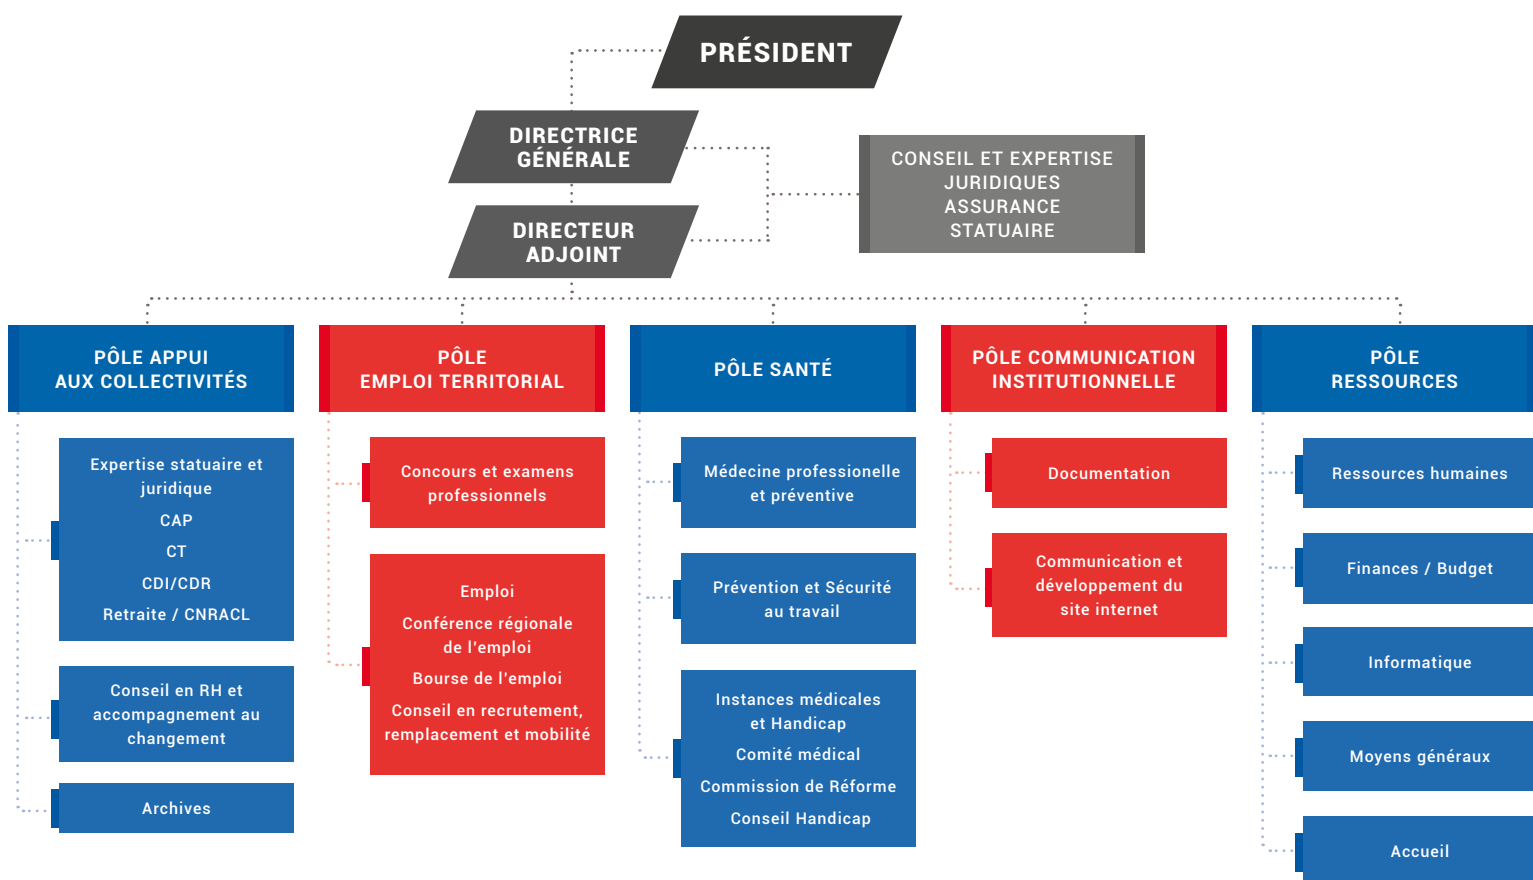 PRÉSIDENT
DIRECTRICE
GÉNÉRALE
DIRECTEUR
ADJOINT
CONSEIL ET EXPERTISE
JURIDIQUES
ASSURANCE
STATUAIRE
PÔLE APPUI
AUX COLLECTIVITÉS
Expertise statuaire et
juridique
CAP
CT
CDI/CDR
Retraite / CNRACL
Conseil en RH et
accompagnement au
changement
Archives
PÔLE
EMPLOI TERRITORIAL
Concours et examens
professionnels
Emploi
Conférence régionale
de l'emploi
Bourse de l'emploi
Conseil en recrutement,
remplacement et mobilité
PÔLE SANTÉ
Médecine professionelle
et préventive
Prévention et Sécurité
au travail
Instances médicales
et Handicap
Comité médical
Commission de Réforme
Conseil Handicap
PÔLE COMMUNICATION
INSTITUTIONNELLE
Documentation
Communication et
développement du
site internet
PÔLE
RESSOURCES
Ressources humaines
Finances / Budget
Informatique
Moyens généraux
Accueil